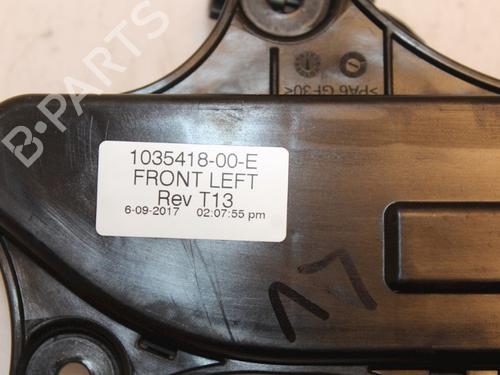 B-PARTS
>PA6 GF30<
1035418-00-E
FRONT LEFT
Rev T13
6-09-2017 02:07:55 pm